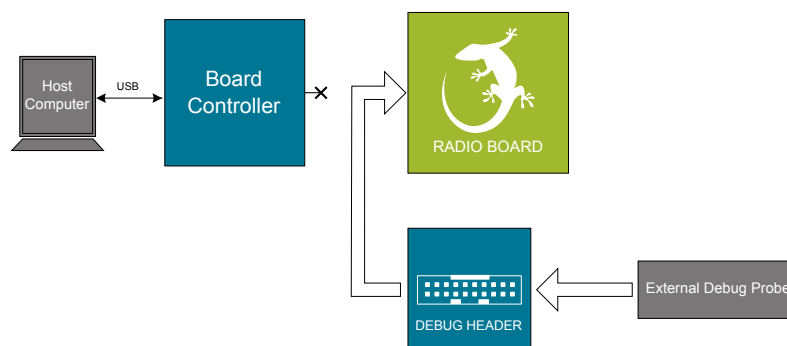 Host
Computer
USB
Board
Controller
RADIO BOARD
DEBUG HEADER
External Debug Probe